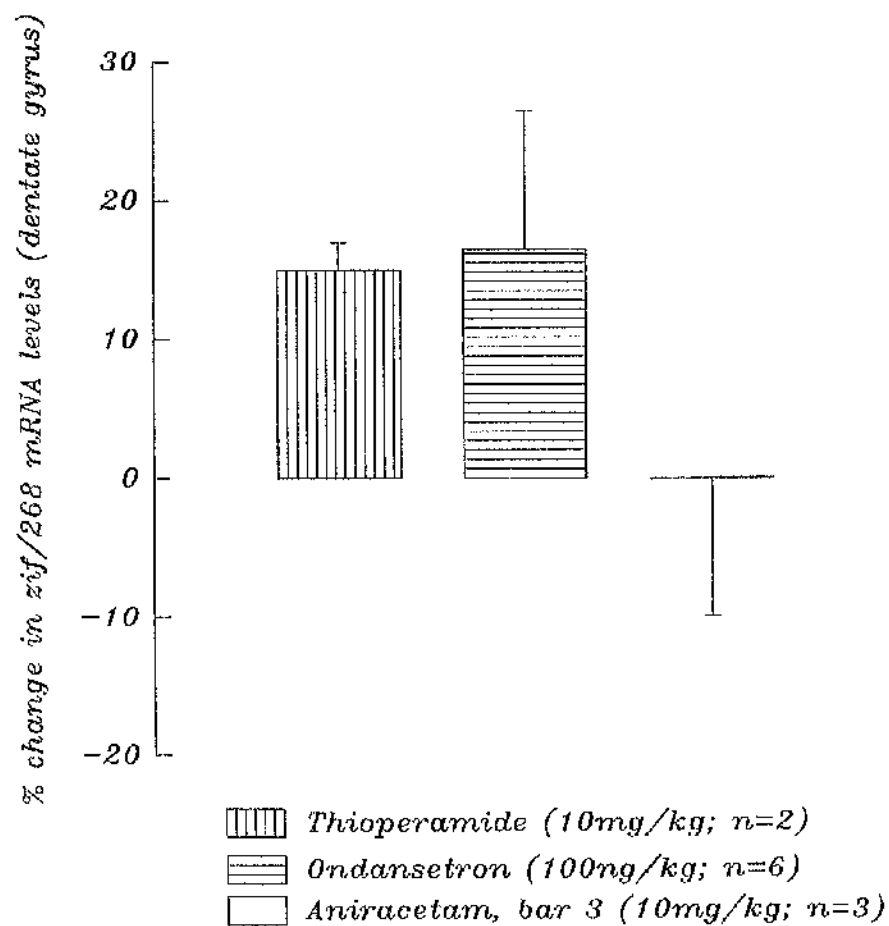 % change in zif/268 mRNA levels (dentate gyrus)
30
20
10
0
-10
-20
Thioperamide (10mg/kg; n=2)
Ondansetron (100ng/kg; n=6)
Aniracetam, bar 3 (10mg/kg; n=3)